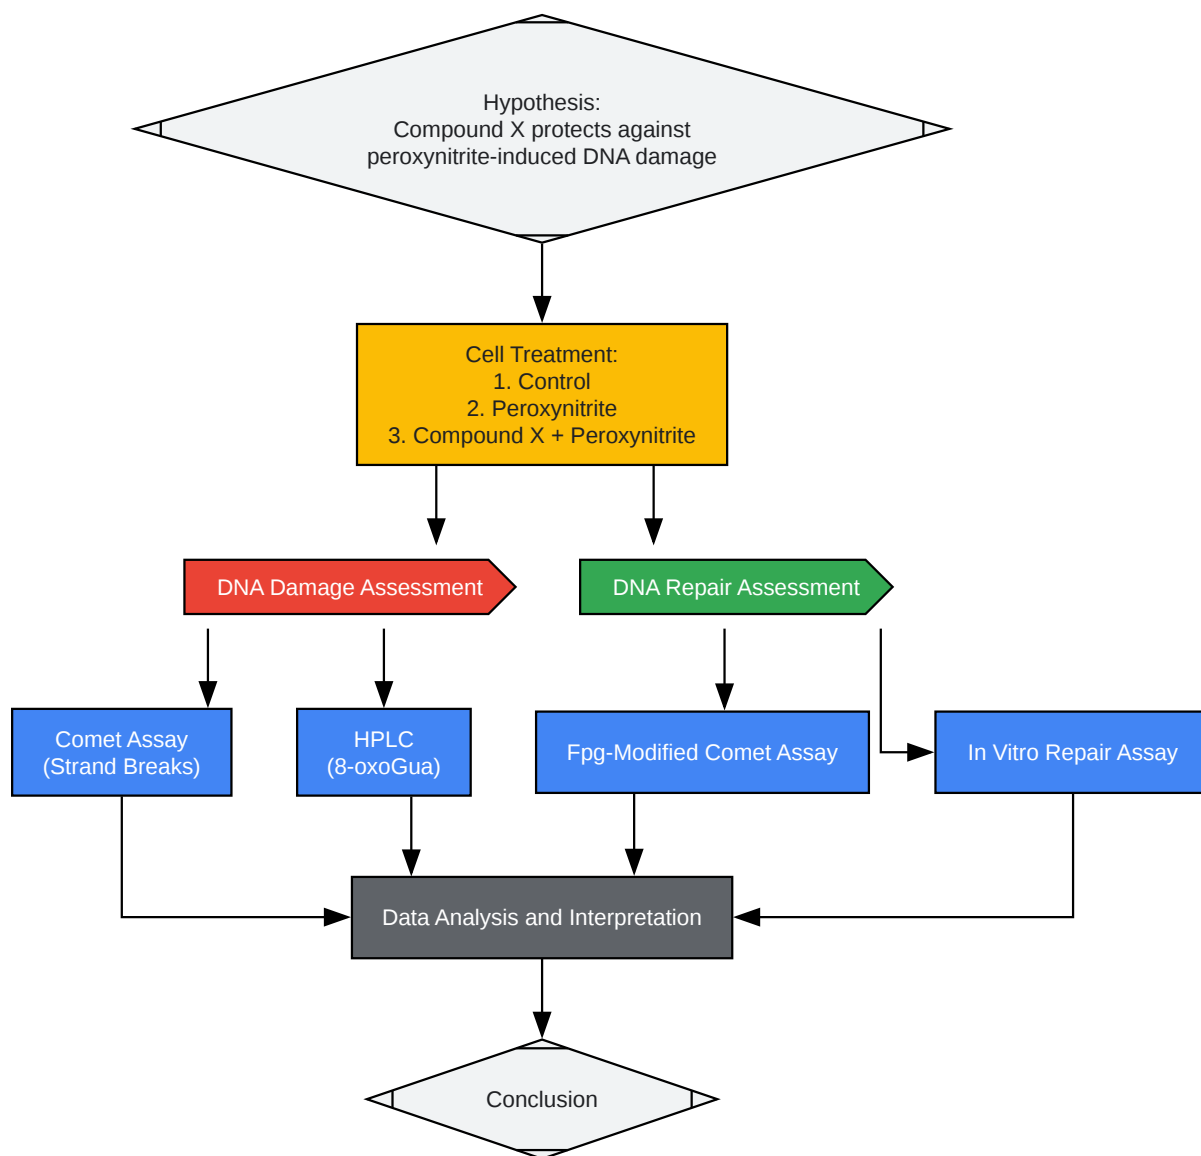 Hypothesis:
Compound X protects against
peroxynitrite-induced DNA damage
Cell Treatment:
1. Control
2. Peroxynitrite
3. Compound X + Peroxynitrite
DNA Damage Assessment
DNA Repair Assessment
Comet Assay
(Strand Breaks)
HPLC
(8-oxoGua)
Fpg-Modified Comet Assay
In Vitro Repair Assay
Data Analysis and Interpretation
Conclusion